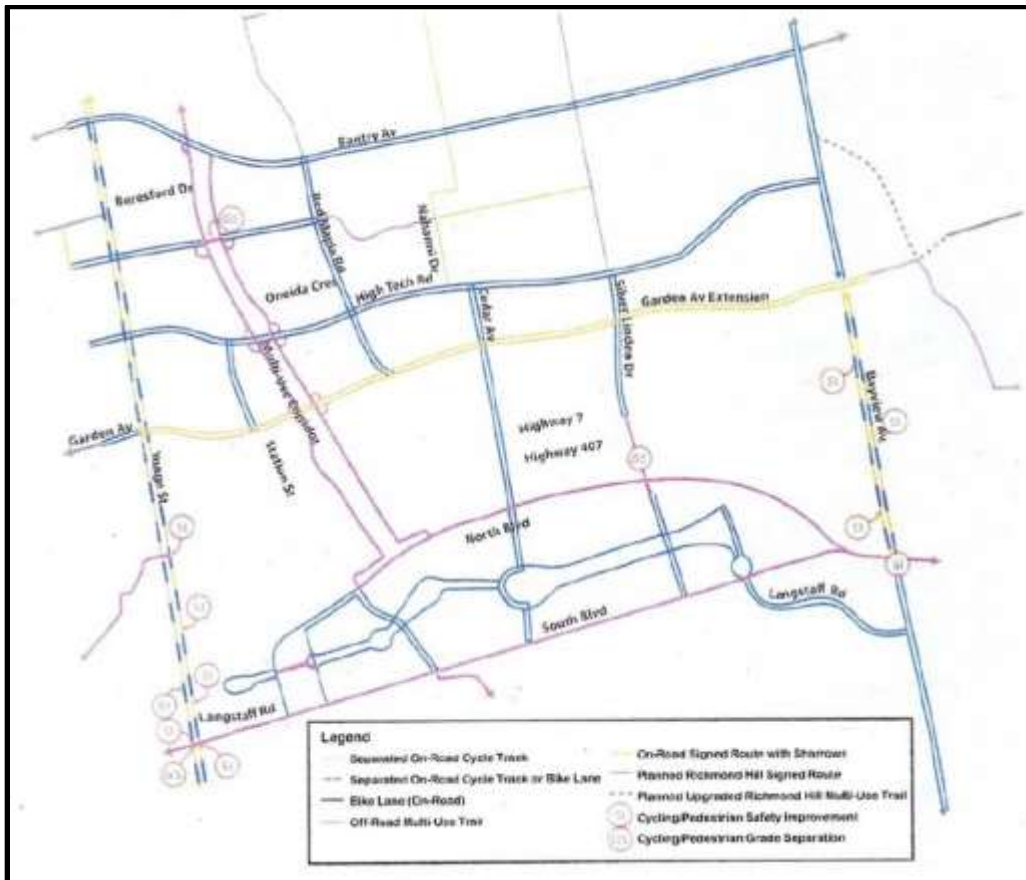 Bantry Av
Beresford Dr
Red Maple Rd
Nahanni Dr
Oneida Cres
High Tech Rd
Silver Linden Dr
Garden Av Extension
Cedar Av
Multi-Use Corridor
Bayview Av
Garden Av
Yonge St
Station St
Highway 7
Highway 407
North Blvd
South Blvd
Langstaff Rd
Langstaff Rd
Legend
Separated On-Road Cycle Track
Separated On-Road Cycle Track or Bike Lane
Bike Lane (On-Road)
Off-Road Multi-Use Trail
On-Road Signed Route with Sharrows
Planned Richmond Hill Signed Route
Planned Upgraded Richmond Hill Multi-Use Trail
Cycling/Pedestrian Safety Improvement
Cycling/Pedestrian Grade Separation